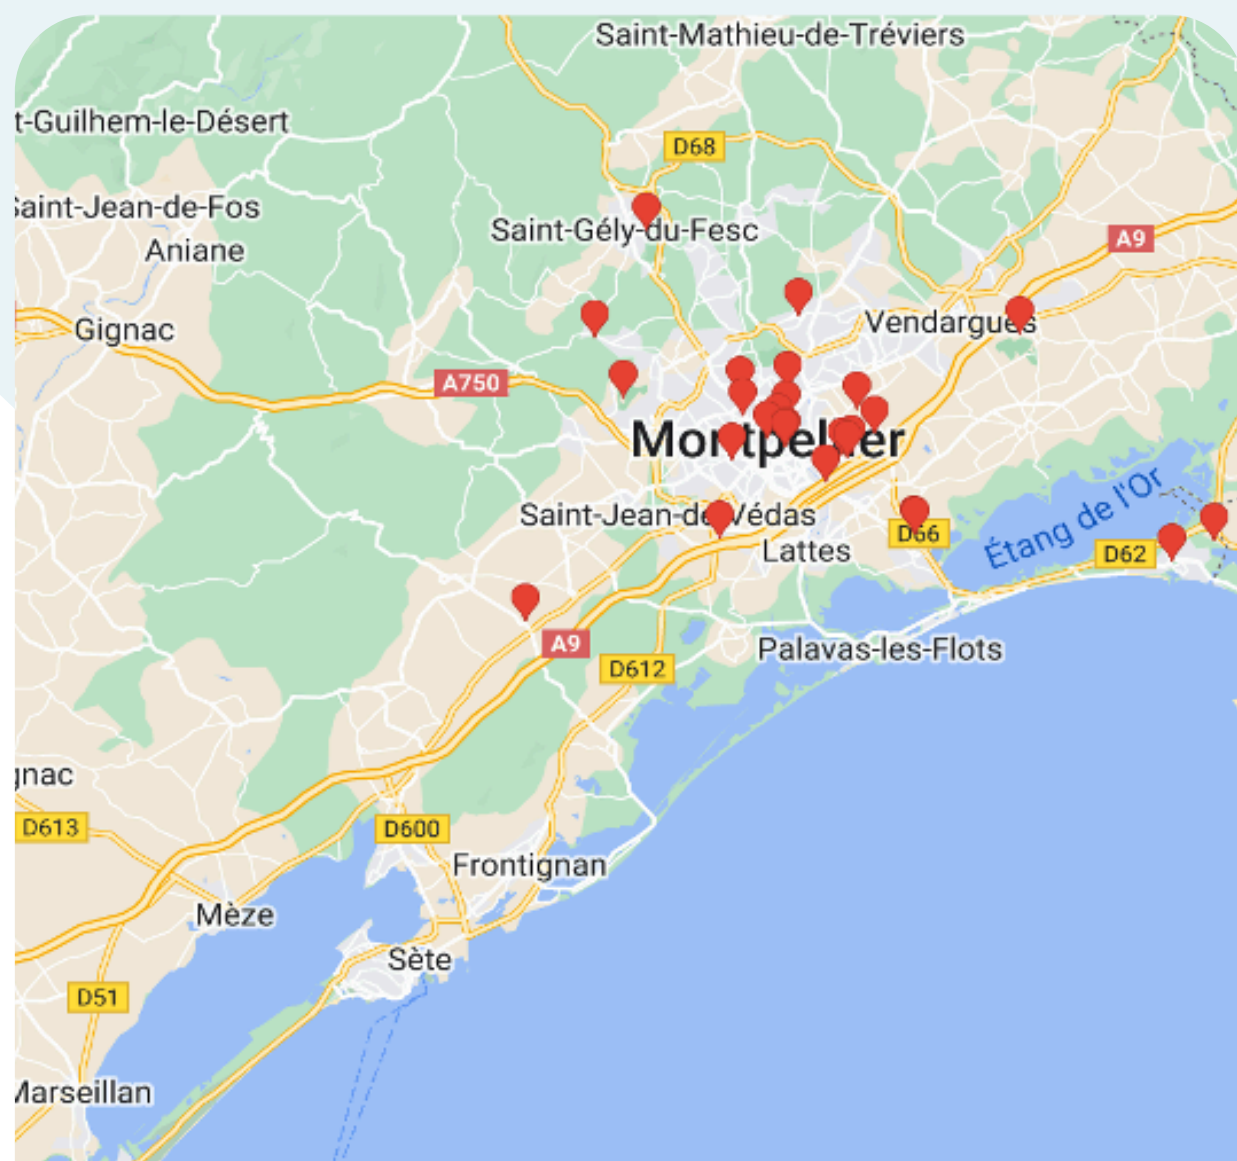 Saint-Mathieu-de-Tréviers
t-Guilhem-le-Désert
D68
Saint-Jean-de-Fos
Saint-Gély-du-Fesc
A9
Aniane
Gignac
Vendargues
A750
Montpellier
Saint-Jean-de-Védas
Étang de l'Or
D66
Lattes
D62
A9
D612
Palavas-les-Flots
gnac
D613
D600
Frontignan
Mèze
Sète
D51
Marseillan